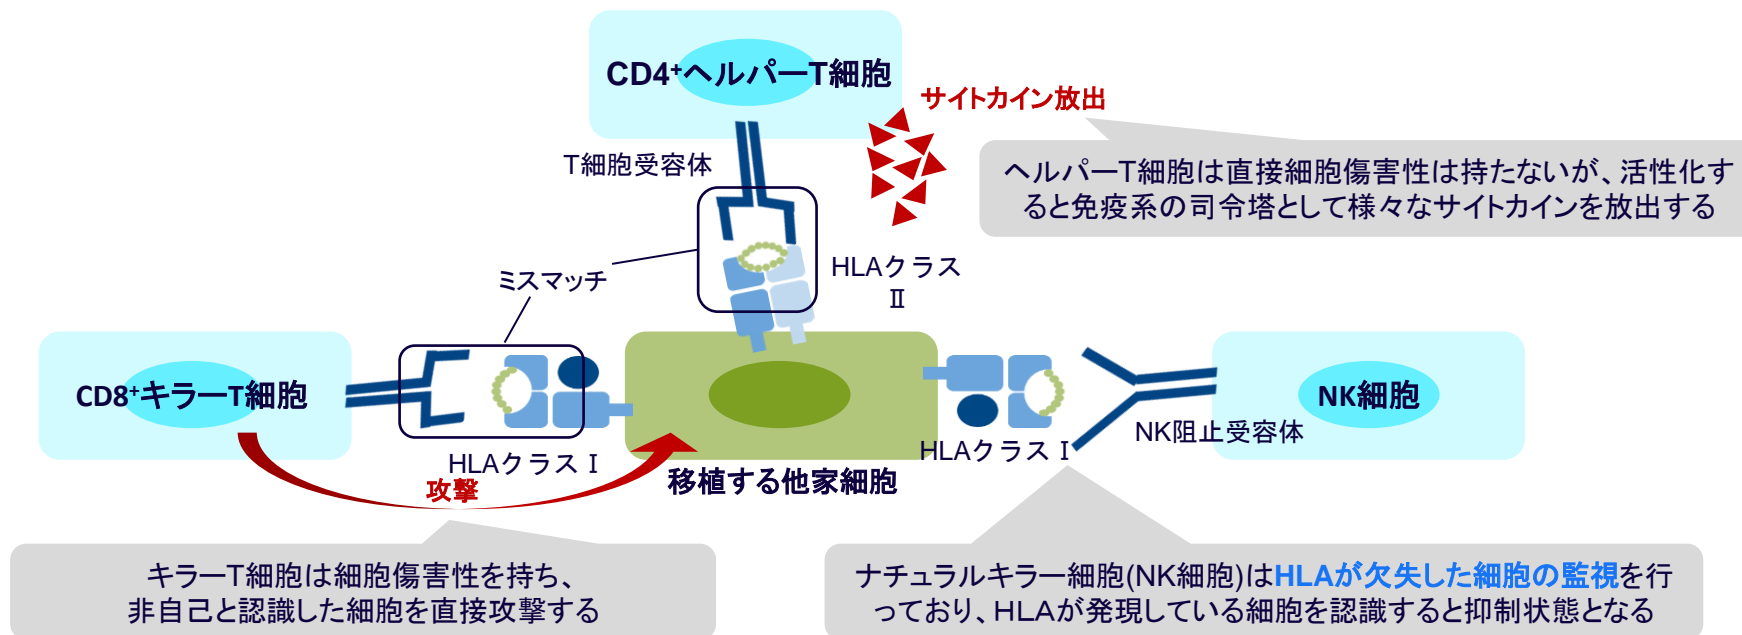 CD4+ヘルパーT細胞
サイトカイン放出
T細胞受容体
ヘルパーT細胞は直接細胞傷害性は持たないが、活性化す
ると免疫系の司令塔として様々なサイトカインを放出する
HLAクラス
Ⅱ
ミスマッチ
CD8+キラーT細胞
NK細胞
NK阻止受容体
HLAクラス I
HLAクラス I
攻撃
移植する他家細胞
キラーT細胞は細胞傷害性を持ち、
非自己と認識した細胞を直接攻撃する
ナチュラルキラー細胞(NK細胞)はHLAが欠失した細胞の監視を行
っており、HLAが発現している細胞を認識すると抑制状態となる